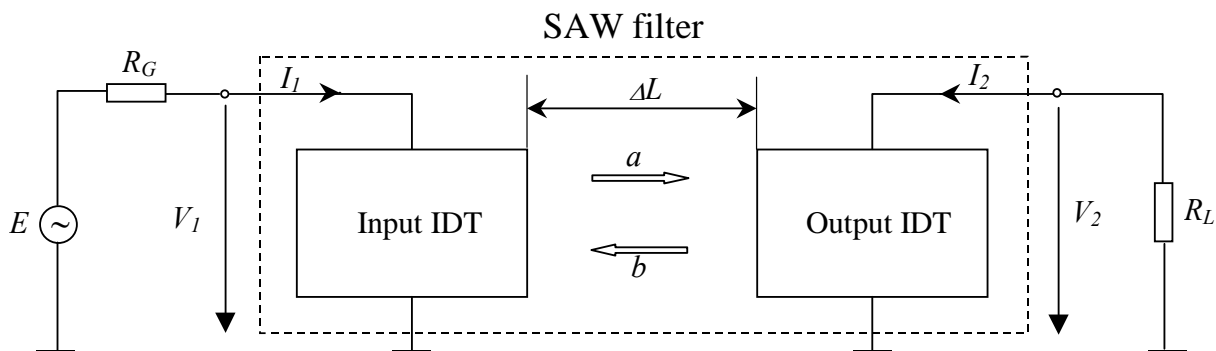 SAW filter
R_G
I_1
ΔL
I_2
a
E
V_1
Input IDT
Output IDT
V_2
R_L
b